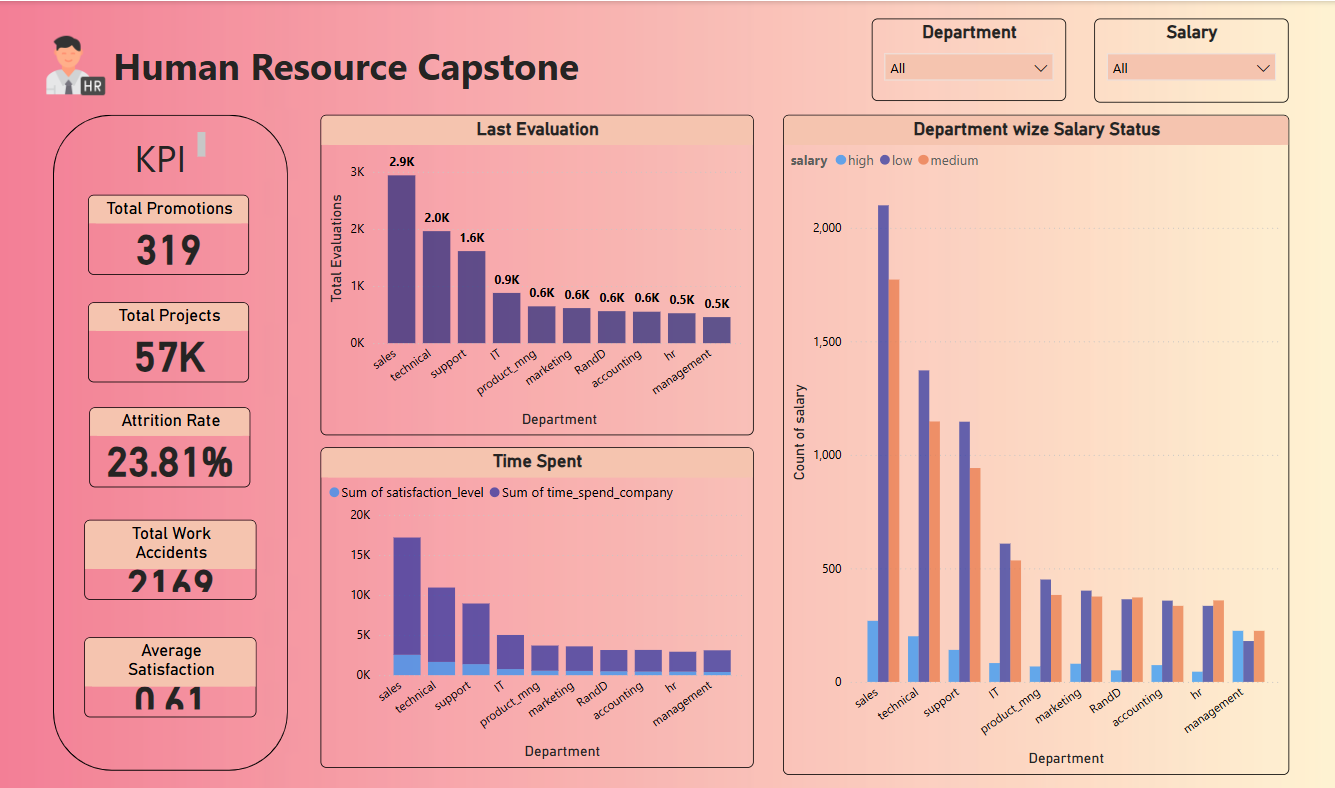 Human Resource Capstone
HR
Department
All
Salary
All
KPI
Total Promotions
319
Total Projects
57K
Attrition Rate
23.81%
Total Work
Accidents
2169
Average
Satisfaction
0.61
Last Evaluation
Total Evaluations
3K
2K
1K
0K
2.9K
2.0K
1.6K
0.9K
0.6K
0.6K
0.6K
0.6K
0.5K
0.5K
sales
technical
support
IT
product_mng
marketing
RandD
accounting
hr
management
Department
Time Spent
Sum of satisfaction_level Sum of time_spend_company
20K
15K
10K
5K
0K
sales
technical
support
IT
product_mng
marketing
RandD
accounting
hr
management
Department
Department wize Salary Status
salary high low medium
Count of salary
2,000
1,500
1,000
500
0
sales
technical
support
IT
product_mng
marketing
RandD
accounting
hr
management
Department